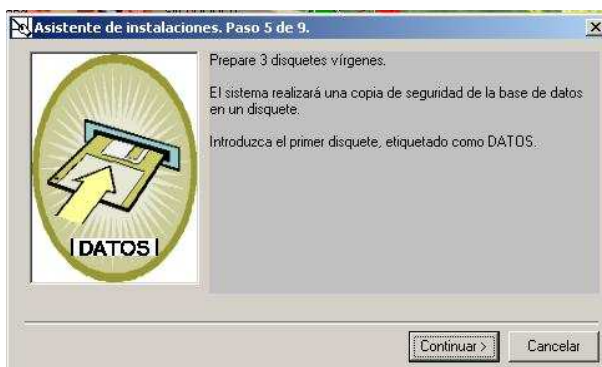 Asistente de instalaciones. Paso 5 de 9.
Prepare 3 disquetes vírgenes.
El sistema realizará una copia de seguridad de la base de datos
en un disquete.
Introduzca el primer disquete, etiquetado como DATOS.
| DATOS |
Continuar >
Cancelar